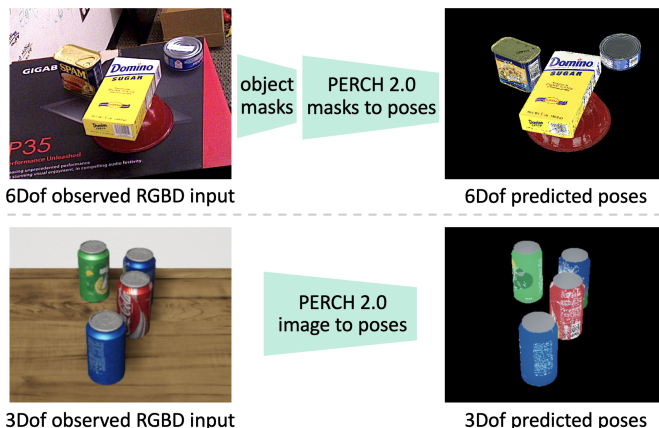 GIGAB
SPAM
Domino
SUGAR
P35
Performance Unleashed
object
masks
PERCH 2.0
masks to poses
Domino
SUGAR
6Dof observed RGBD input
6Dof predicted poses
PERCH 2.0
image to poses
3Dof observed RGBD input
3Dof predicted poses